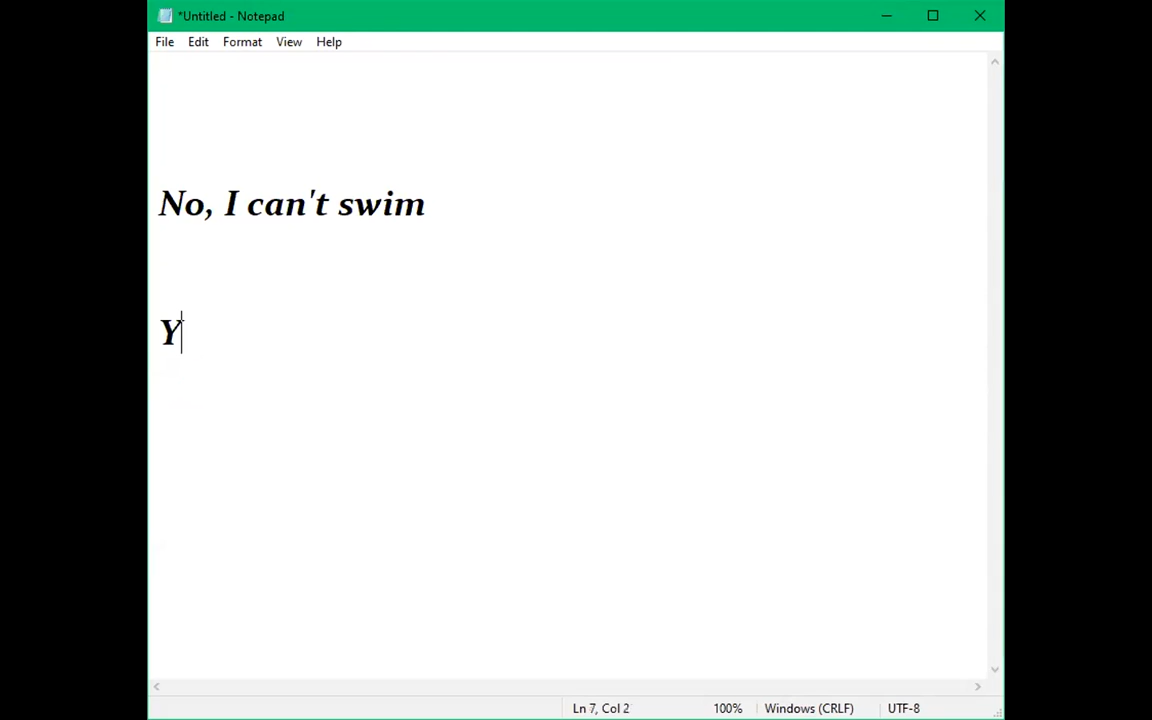 *Untitled - Notepad
File Edit Format View Help
No, I can't swim
Y
Ln 7, Col 2 100% Windows (CRLF) UTF-8